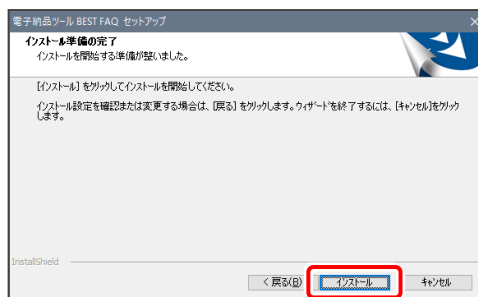 電子納品ツール BEST FAQ セットアップ
インストール準備の完了
インストールを開始する準備が整いました。
[インストール] をクリックしてインストールを開始してください。
インストール設定を確認または変更する場合は、[戻る] をクリックします。ウィザードを終了するには、[キャンセル]をクリック
します。
InstallShield
< 戻る(B)
インストール
キャンセル